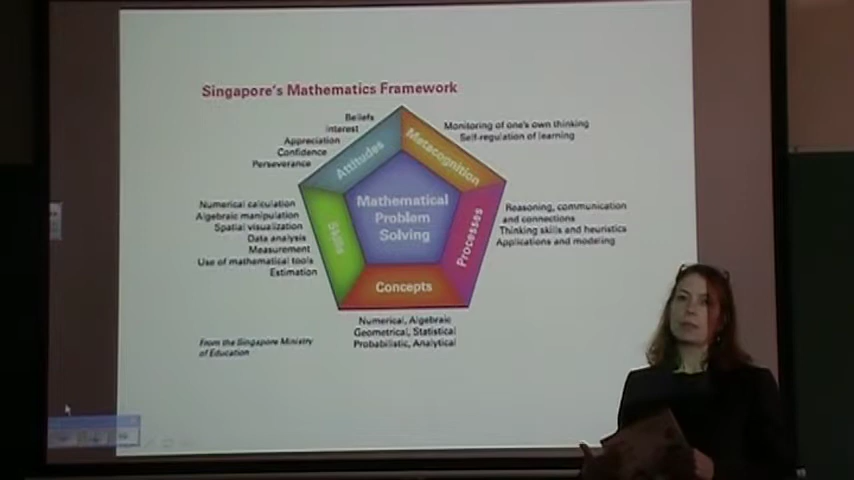 Singapore's Mathematics Framework
Beliefs
Interest
Appreciation
Confidence
Perseverance
Attitudes
Metacognition
Monitoring of one's own thinking
Self-regulation of learning
Numerical calculation
Algebraic manipulation
Spatial visualization
Data analysis
Measurement
Use of mathematical tools
Estimation
Skills
Mathematical
Problem
Solving
Processes
Reasoning, communication
and connections
Thinking skills and heuristics
Applications and modeling
Concepts
Numerical, Algebraic
Geometrical, Statistical
Probabilistic, Analytical
From the Singapore Ministry
of Education